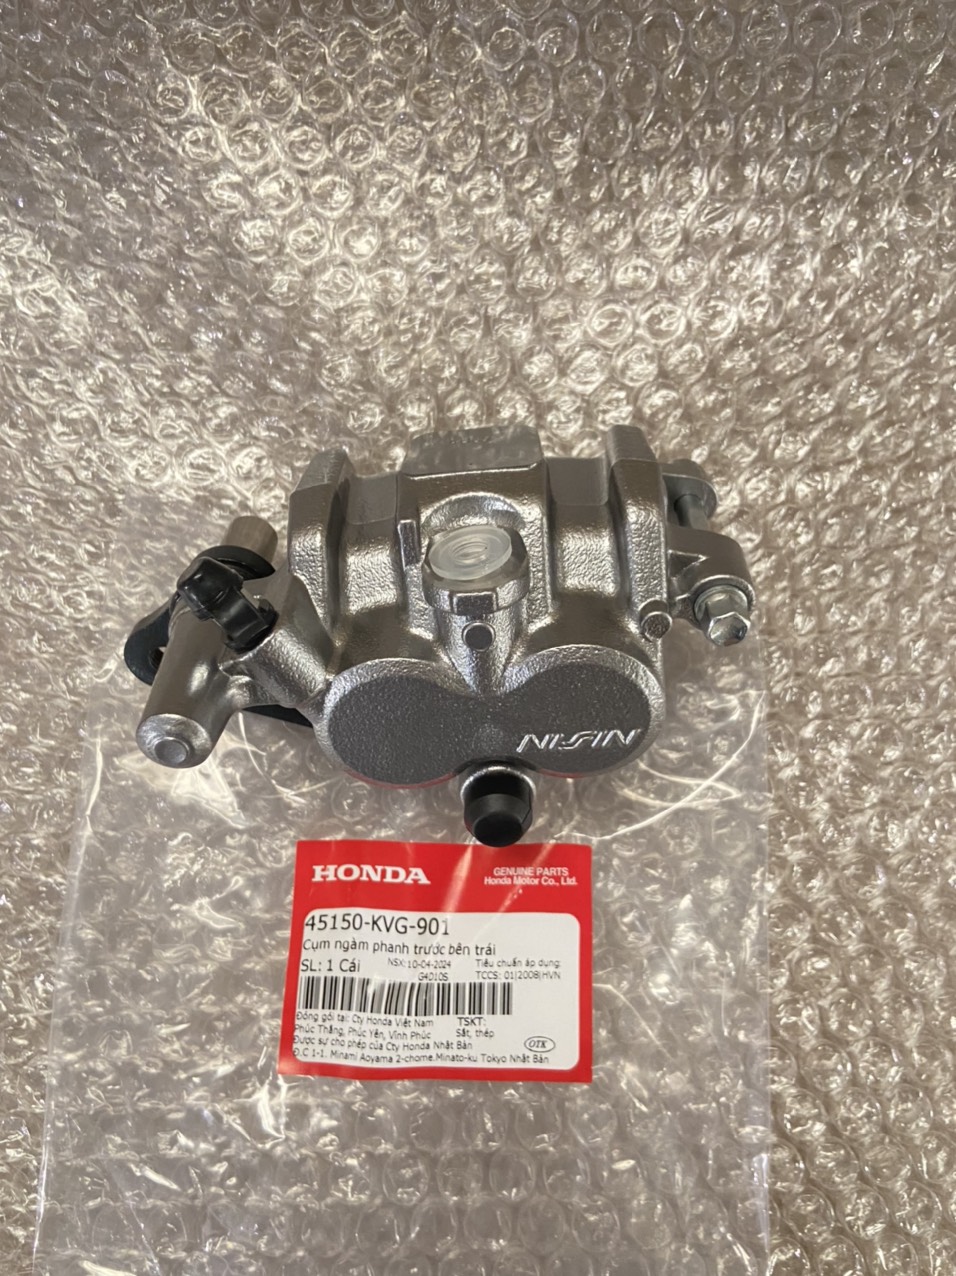 NISSIN
HONDA
GENUINE PARTS
Honda Motor Co., Ltd.
45150-KVG-901
Cụm ngàm phanh trước bên trái
SL: 1 Cái
NSX: 10-04-2024
G4D10S
Tiêu chuẩn áp dụng:
TCCS: 01|2008|HVN
Đóng gói tại: Cty Honda Việt Nam
TSKT:
Phúc Thắng, Phúc Yên, Vĩnh Phúc
Sắt, thép
Được sự cho phép của Cty Honda Nhật Bản
OTK
Đ.C 1-1. Minami Aoyama 2-chome.Minato-ku Tokyo Nhật Bản